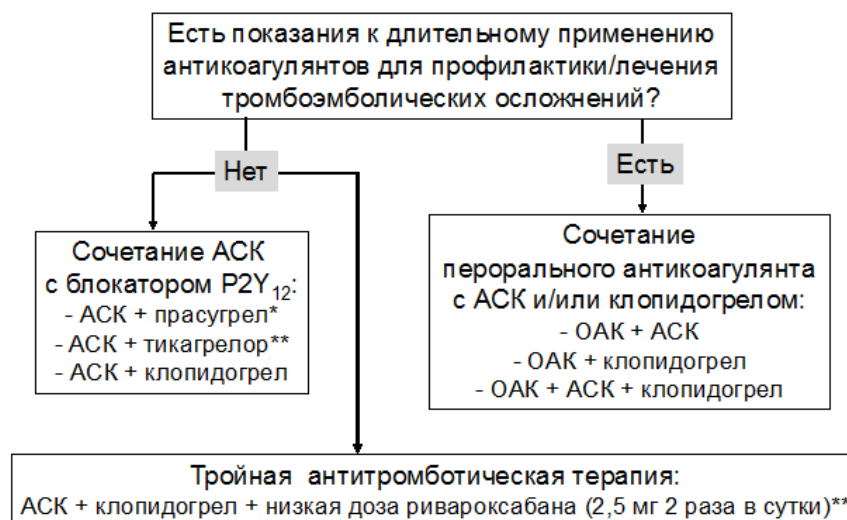 Есть показания к длительному применению
антикоагулянтов для профилактики/лечения
тромбоэмболических осложнений?
Нет
Есть
Сочетание АСК
с блокатором P2Y12:
- АСК + прасугрел*
- АСК + тикагрелор**
- АСК + клопидогрел
Сочетание
перорального антикоагулянта
с АСК и/или клопидогрелом:
- ОАК + АСК
- ОАК + клопидогрел
- ОАК + АСК + клопидогрел
Тройная антитромботическая терапия:
АСК + клопидогрел + низкая доза ривароксабана (2,5 мг 2 раза в сутки)**